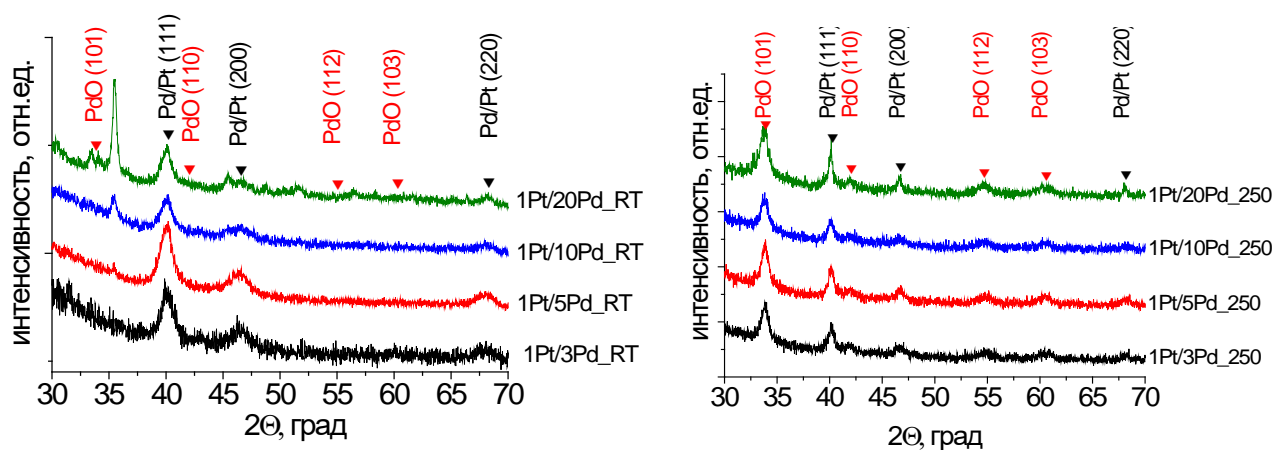 интенсивность, отн.ед.
PdO (101)
Pd/Pt (111)
PdO (110)
Pd/Pt (200)
PdO (112)
PdO (103)
Pd/Pt (220)
1Pt/20Pd_RT
1Pt/10Pd_RT
1Pt/5Pd_RT
1Pt/3Pd_RT
30 35 40 45 50 55 60 65 70
2Θ, град
интенсивность, отн.ед.
PdO (101)
Pd/Pt (111)
PdO (110)
Pd/Pt (200)
PdO (112)
PdO (103)
Pd/Pt (220)
1Pt/20Pd_250
1Pt/10Pd_250
1Pt/5Pd_250
1Pt/3Pd_250
30 35 40 45 50 55 60 65 70
2Θ, град